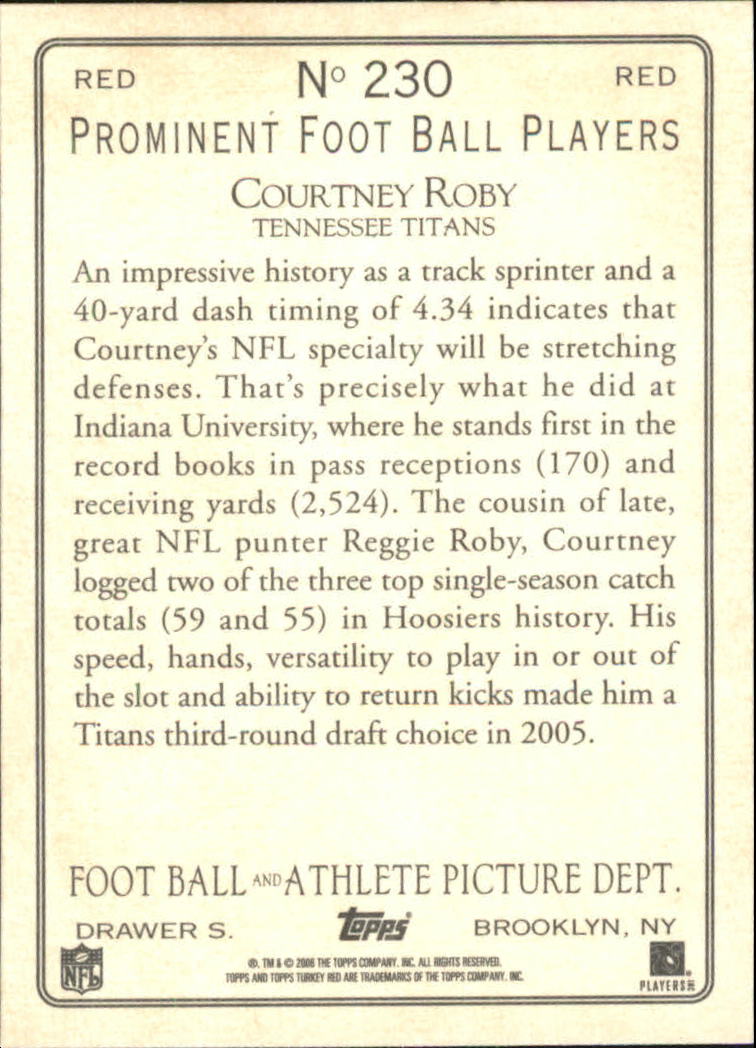 RED Nº 230 RED
PROMINENT FOOT BALL PLAYERS
COURTNEY ROBY
TENNESSEE TITANS
An impressive history as a track sprinter and a
40-yard dash timing of 4.34 indicates that
Courtney's NFL specialty will be stretching
defenses. That's precisely what he did at
Indiana University, where he stands first in the
record books in pass receptions (170) and
receiving yards (2,524). The cousin of late,
great NFL punter Reggie Roby, Courtney
logged two of the three top single-season catch
totals (59 and 55) in Hoosiers history. His
speed, hands, versatility to play in or out of
the slot and ability to return kicks made him a
Titans third-round draft choice in 2005.
FOOT BALL AND ATHLETE PICTURE DEPT.
DRAWER S. Topps BROOKLYN, NY
®, TM & © 2006 THE TOPPS COMPANY, INC. ALL RIGHTS RESERVED.
TOPPS AND TOPPS TURKEY RED ARE TRADEMARKS OF THE TOPPS COMPANY, INC.
NFL
PLAYERS INC